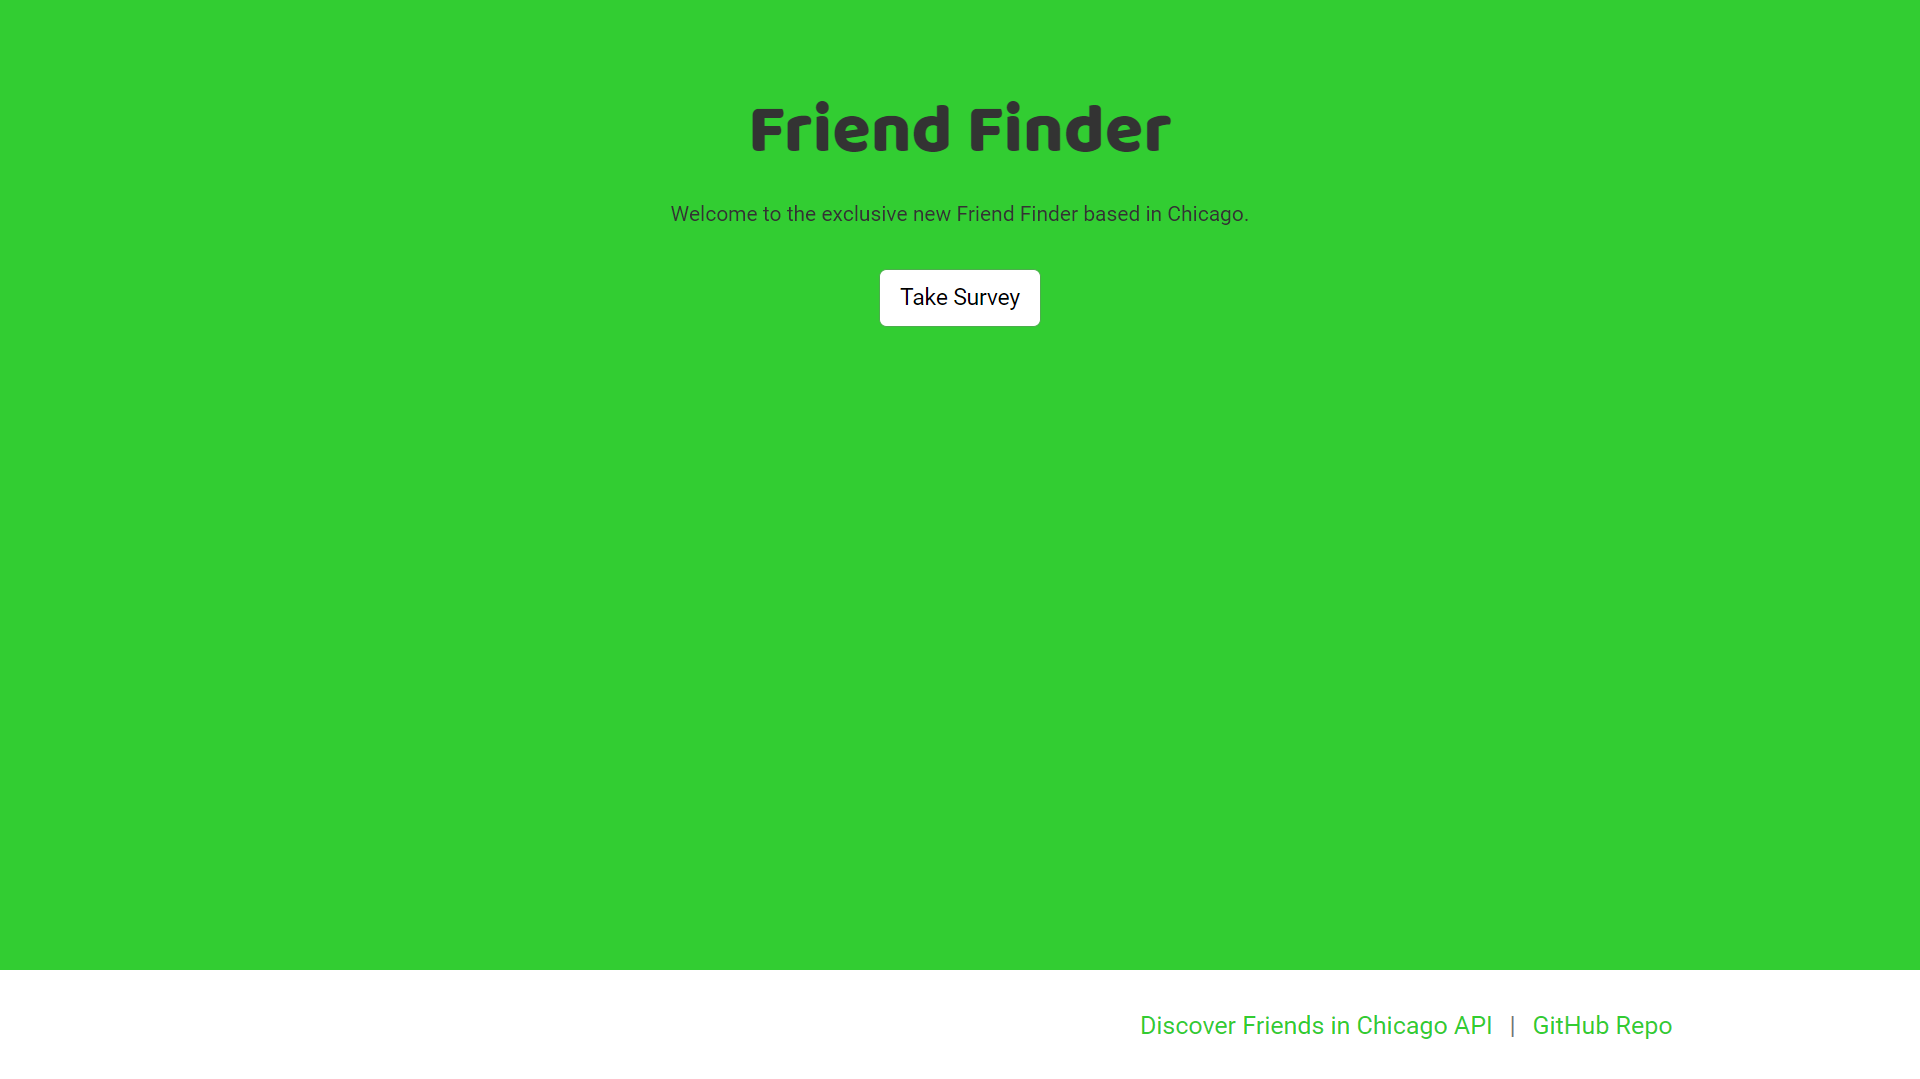 Friend Finder
Welcome to the exclusive new Friend Finder based in Chicago.
Take Survey
Discover Friends in Chicago API | GitHub Repo